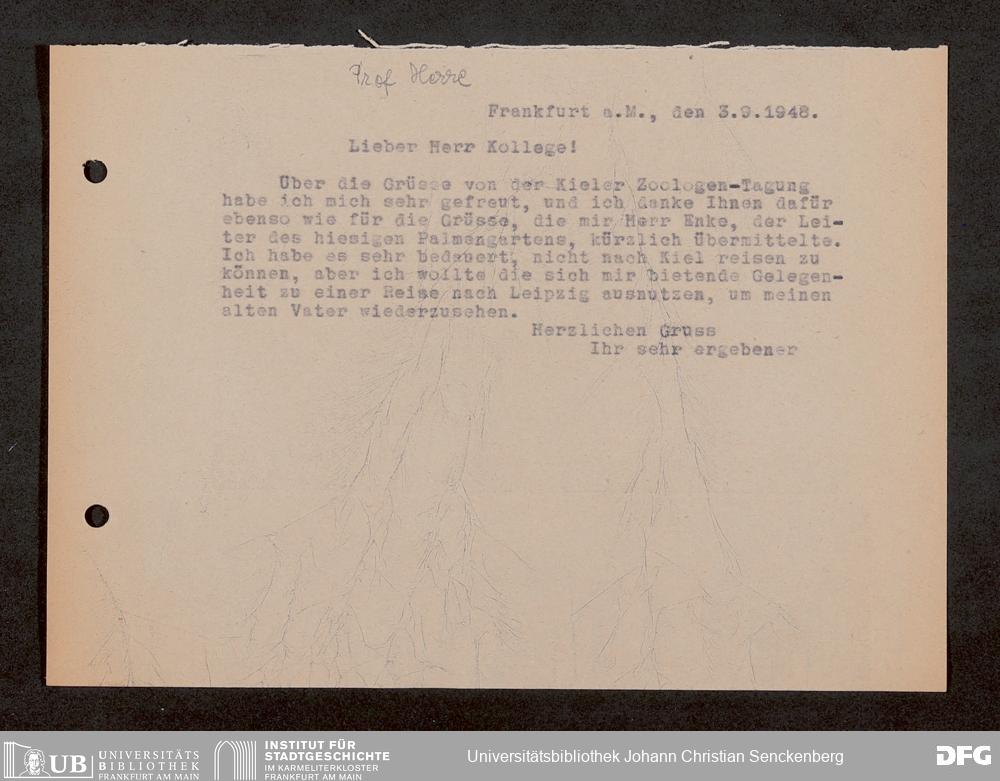 Prof Herre
Frankfurt a.M., den 3.9.1948.
Lieber Herr Kollege!
Über die Grüsse von der Kieler Zoologen-Tagung
habe ich mich sehr gefreut, und ich danke Ihnen dafür
ebenso wie für die Grüsse, die mir Herr Enke, der Lei-
ter des hiesigen Palmengartens, kürzlich übermittelte.
Ich habe es sehr bedauert, nicht nach Kiel reisen zu
können, aber ich wollte die sich mir bietende Gelegen-
heit zu einer Reise nach Leipzig ausnutzen, um meinen
alten Vater wiederzusehen.
Herzlichen Gruss
Ihr sehr ergebener
UB UNIVERSITÄTS
BIBLIOTHEK
FRANKFURT AM MAIN
INSTITUT FÜR
STADTGESCHICHTE
IM KARMELITERKLOSTER
FRANKFURT AM MAIN
Universitätsbibliothek Johann Christian Senckenberg
DFG